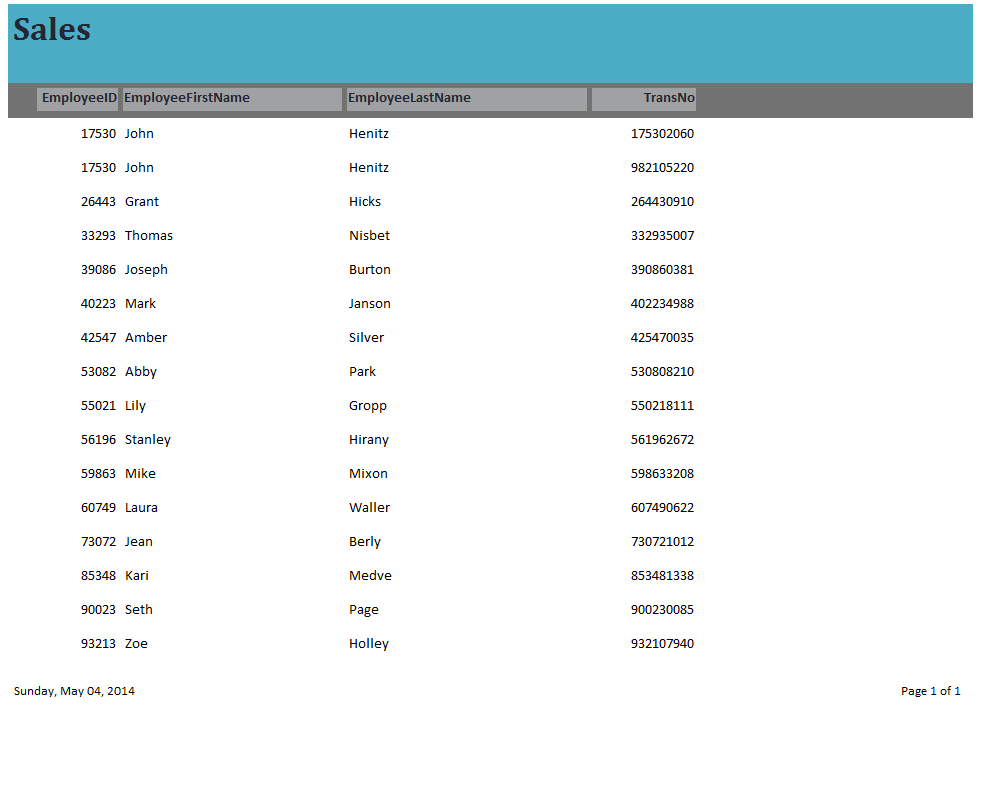 Sales
EmployeeID EmployeeFirstName EmployeeLastName TransNo
17530 John Henitz 175302060
17530 John Henitz 982105220
26443 Grant Hicks 264430910
33293 Thomas Nisbet 332935007
39086 Joseph Burton 390860381
40223 Mark Janson 402234988
42547 Amber Silver 425470035
53082 Abby Park 530808210
55021 Lily Gropp 550218111
56196 Stanley Hirany 561962672
59863 Mike Mixon 598633208
60749 Laura Waller 607490622
73072 Jean Berly 730721012
85348 Kari Medve 853481338
90023 Seth Page 900230085
93213 Zoe Holley 932107940
Sunday, May 04, 2014 Page 1 of 1